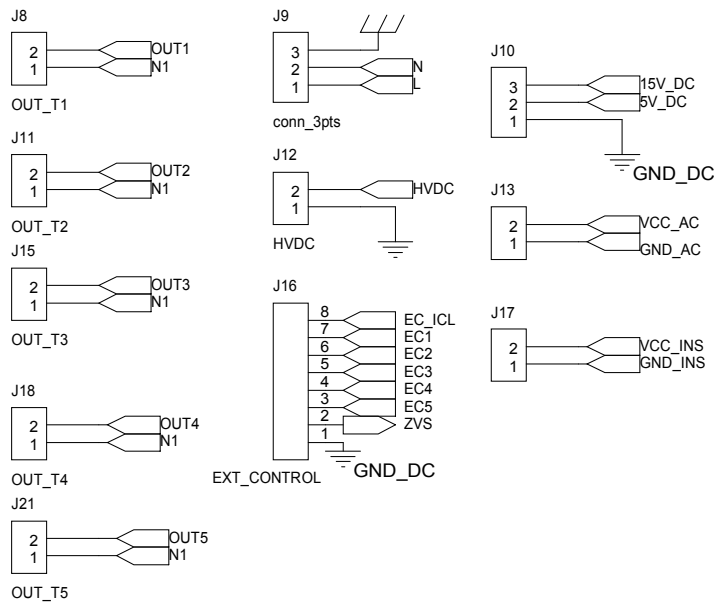 J8
2
OUT1
1
N1
OUT_T1
J11
2
OUT2
1
N1
OUT_T2
J15
2
OUT3
1
N1
OUT_T3
J18
2
OUT4
1
N1
OUT_T4
J21
2
OUT5
1
N1
OUT_T5
J9
3
2
N
1
L
conn_3pts
J12
2
HVDC
1
HVDC
J16
8
EC_ICL
7
EC1
6
EC2
5
EC3
4
EC4
3
EC5
2
ZVS
1
GND_DC
EXT_CONTROL
J10
3
15V_DC
2
5V_DC
1
GND_DC
J13
2
VCC_AC
1
GND_AC
J17
2
VCC_INS
1
GND_INS